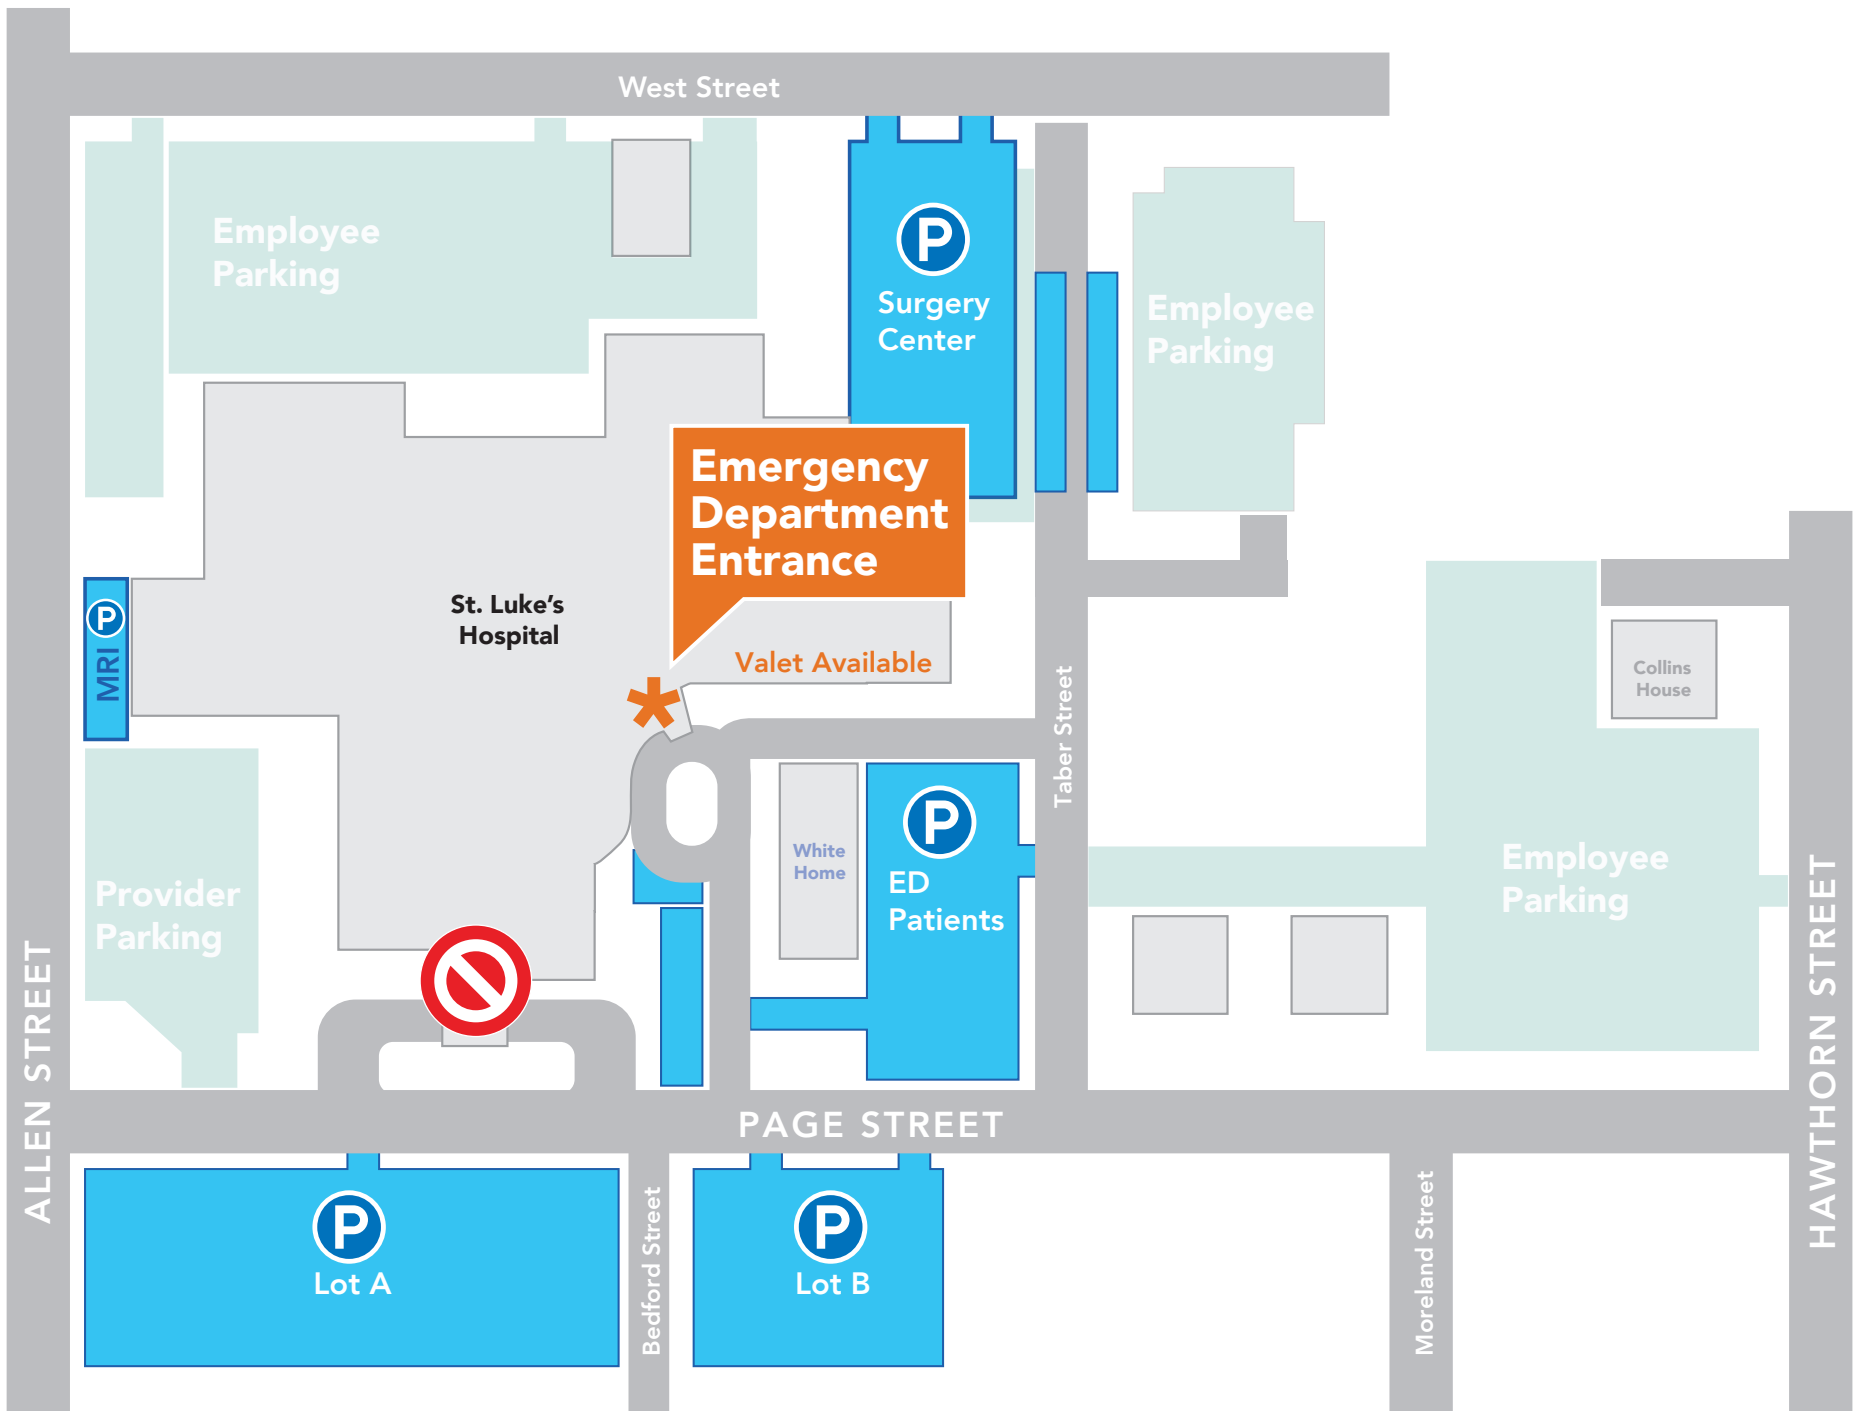 West Street
Employee
Parking
P
Surgery
Center
Employee
Parking
Emergency
Department
Entrance
St. Luke's
Hospital
Valet Available
P
MRI
Collins
House
Taber Street
White
Home
P
ED
Patients
Employee
Parking
Provider
Parking
ALLEN STREET
HAWTHORN STREET
PAGE STREET
P
Lot A
Bedford Street
P
Lot B
Moreland Street